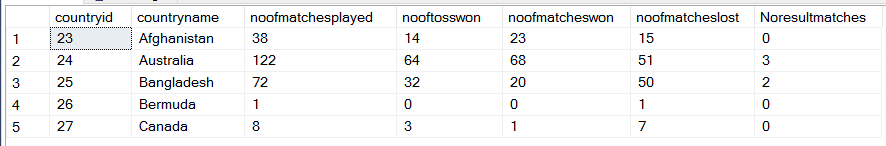 countryid countryname noofmatchesplayed nooftosswon noofmatcheswon noofmatcheslost Noresultmatches
1 23 Afghanistan 38 14 23 15 0
2 24 Australia 122 64 68 51 3
3 25 Bangladesh 72 32 20 50 2
4 26 Bermuda 1 0 0 1 0
5 27 Canada 8 3 1 7 0